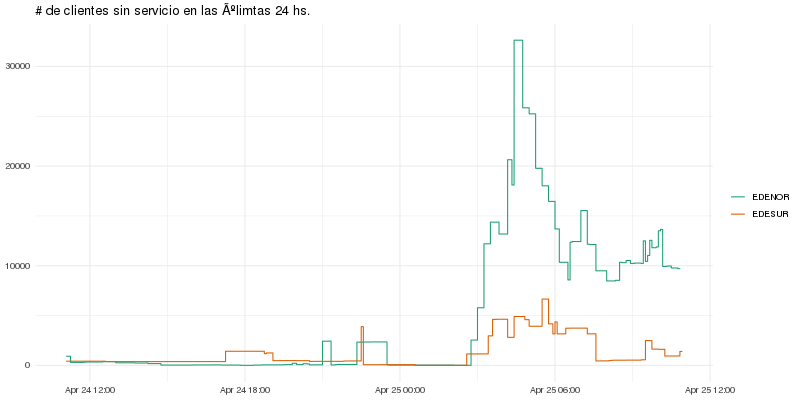 # de clientes sin servicio en las Ãºlimtas 24 hs.
30000
20000
10000
0
Apr 24 12:00
Apr 24 18:00
Apr 25 00:00
Apr 25 06:00
Apr 25 12:00
EDENOR
EDESUR